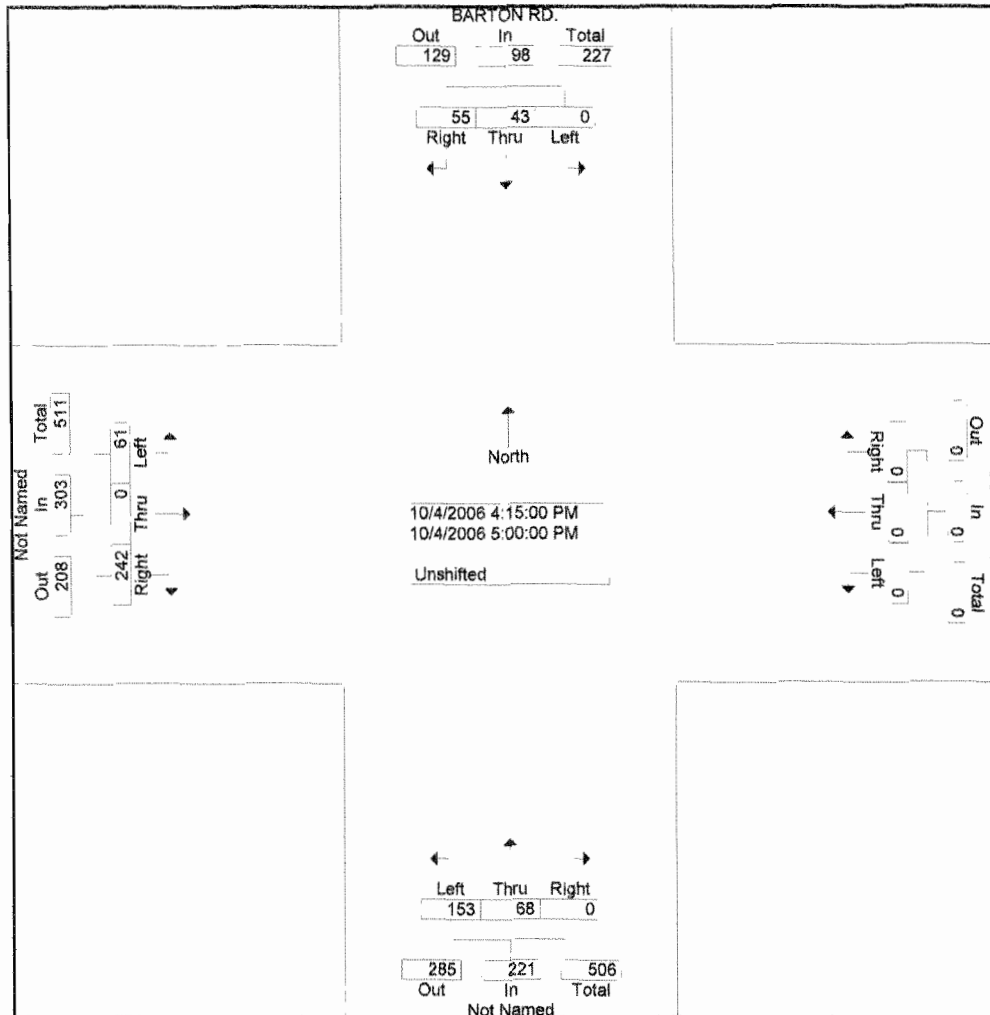 BARTON RD.
Out In Total
129 98 227
55 43 0
Right Thru Left
Not Named
Total 511
In 303
Out 208
61 Left
0 Thru
242 Right
North
10/4/2006 4:15:00 PM
10/4/2006 5:00:00 PM
Unshifted
Right 0
Thru 0
Left 0
Out 0
In 0
Total 0
Left Thru Right
153 68 0
285 221 506
Out In Total
Not Named